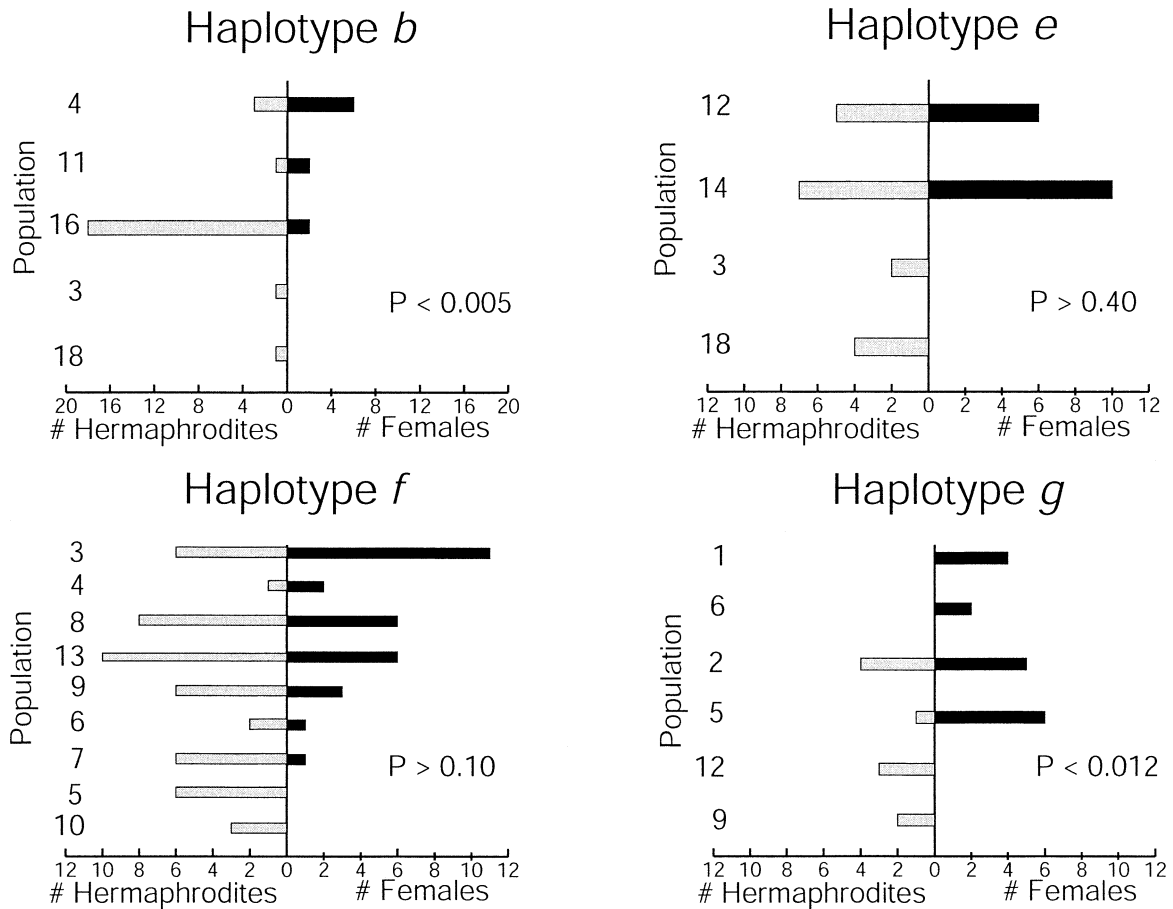 Haplotype b
Population
4
11
16
3
18
P < 0.005
20 16 12 8 4 0 4 8 12 16 20
# Hermaphrodites # Females
Haplotype e
Population
12
14
3
18
P > 0.40
12 10 8 6 4 2 0 2 4 6 8 10 12
# Hermaphrodites # Females
Haplotype f
Population
3
4
8
13
9
6
7
5
10
P > 0.10
12 10 8 6 4 2 0 2 4 6 8 10 12
# Hermaphrodites # Females
Haplotype g
Population
1
6
2
5
12
9
P < 0.012
12 10 8 6 4 2 0 2 4 6 8 10 12
# Hermaphrodites # Females